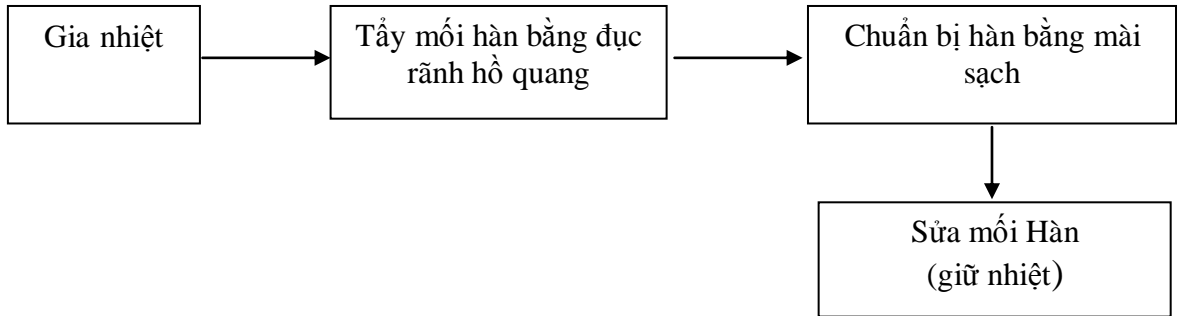 Gia nhiệt
Tẩy mối hàn bằng đục
rãnh hồ quang
Chuẩn bị hàn bằng mài
sạch
Sửa mối Hàn
(giữ nhiệt)